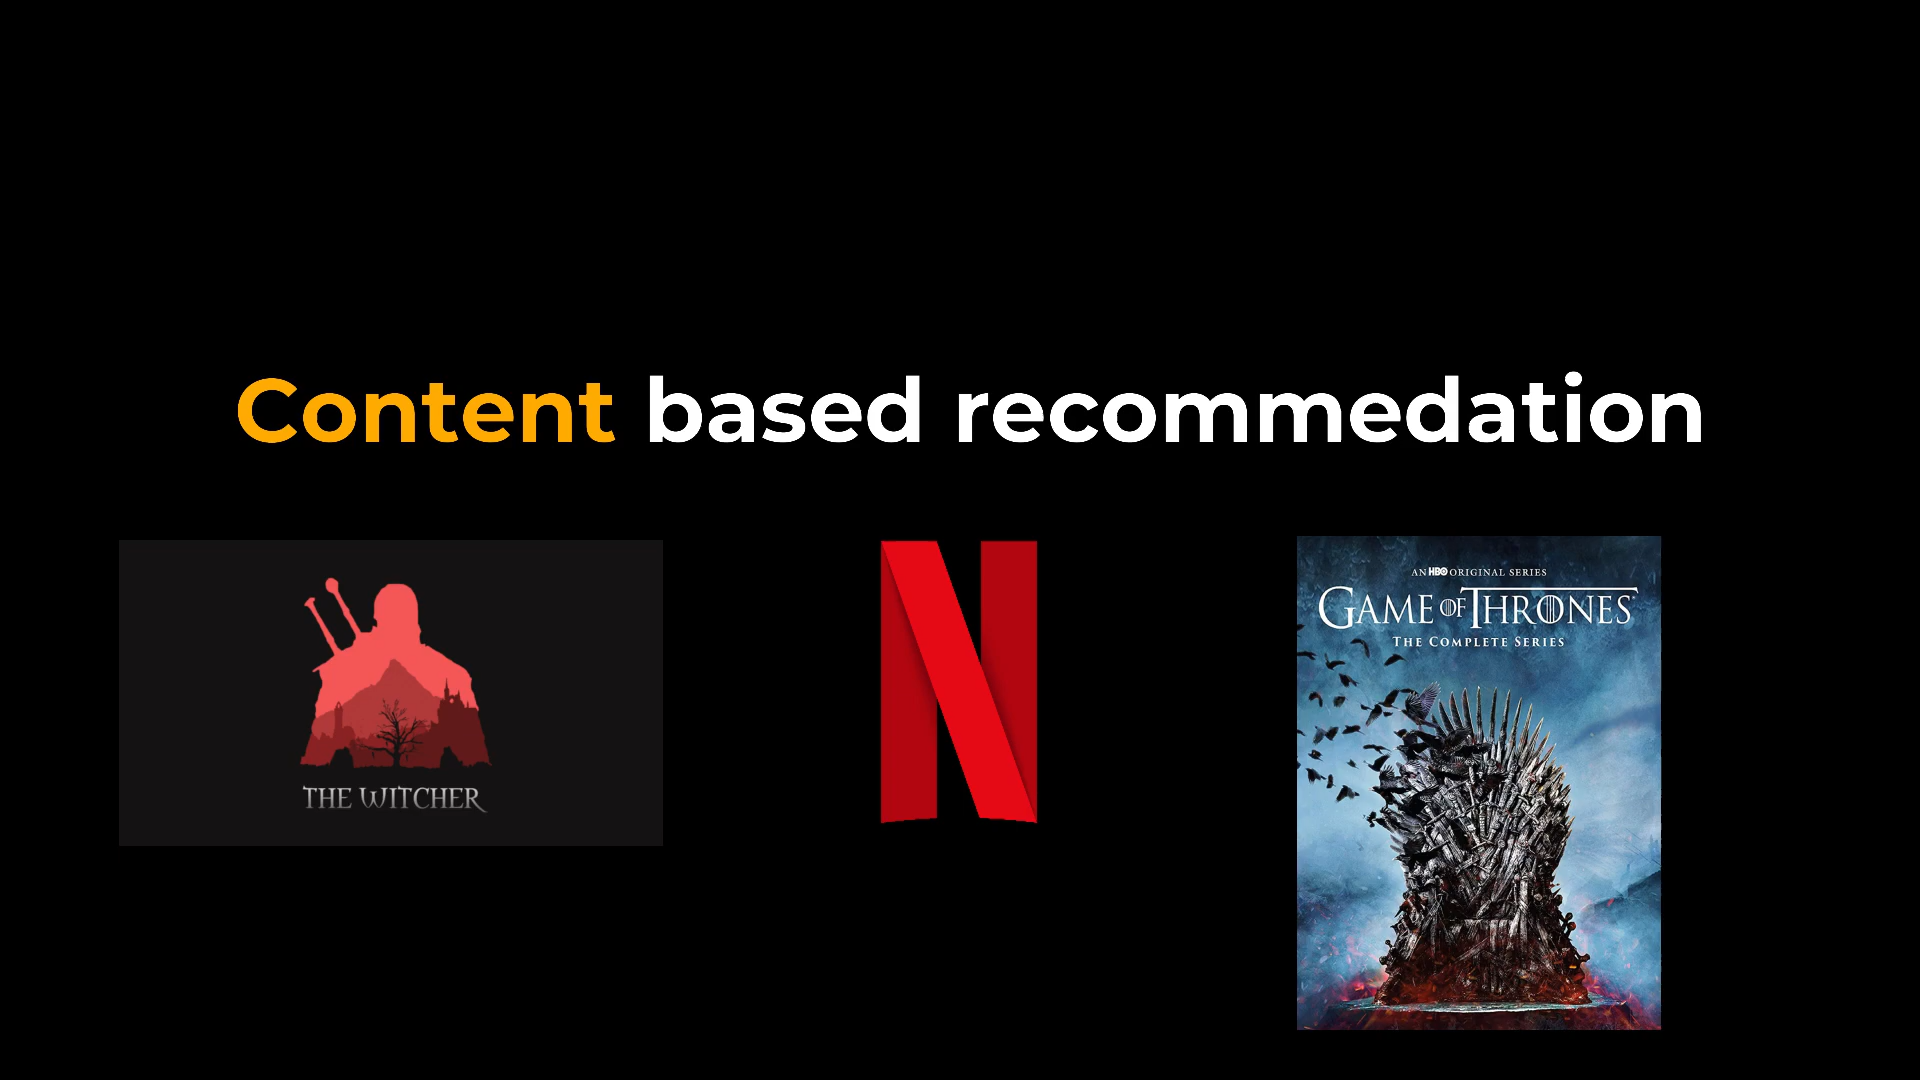 Content based recommedation
THE WITCHER
N
AN HBO ORIGINAL SERIES
GAME OF THRONES
THE COMPLETE SERIES